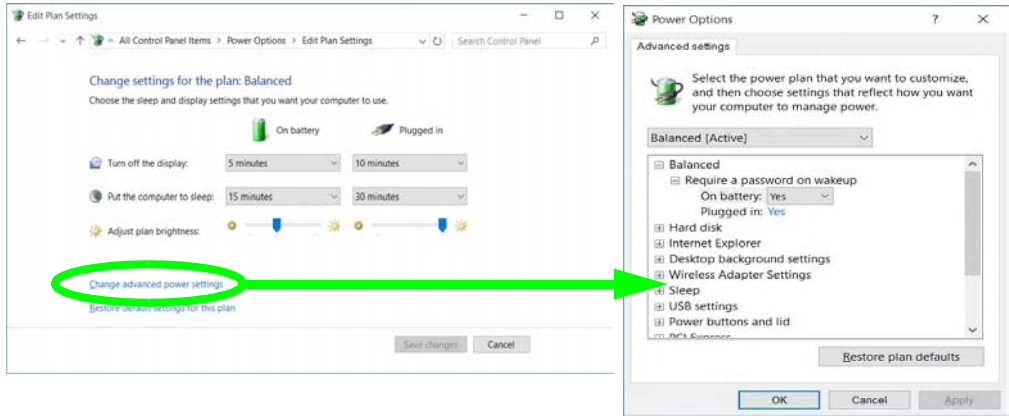 Edit Plan Settings
All Control Panel Items > Power Options > Edit Plan Settings
Search Control Panel
Change settings for the plan: Balanced
Choose the sleep and display settings that you want your computer to use.
On battery
Plugged in
Turn off the display:
5 minutes
10 minutes
Put the computer to sleep:
15 minutes
30 minutes
Adjust plan brightness:
Change advanced power settings
Restore default settings for this plan
Save changes
Cancel
Power Options
?
Advanced settings
Select the power plan that you want to customize,
and then choose settings that reflect how you want
your computer to manage power.
Balanced [Active]
Balanced
Require a password on wakeup
On battery: Yes
Plugged in: Yes
Hard disk
Internet Explorer
Desktop background settings
Wireless Adapter Settings
Sleep
USB settings
Power buttons and lid
PCI Express
Restore plan defaults
OK
Cancel
Apply